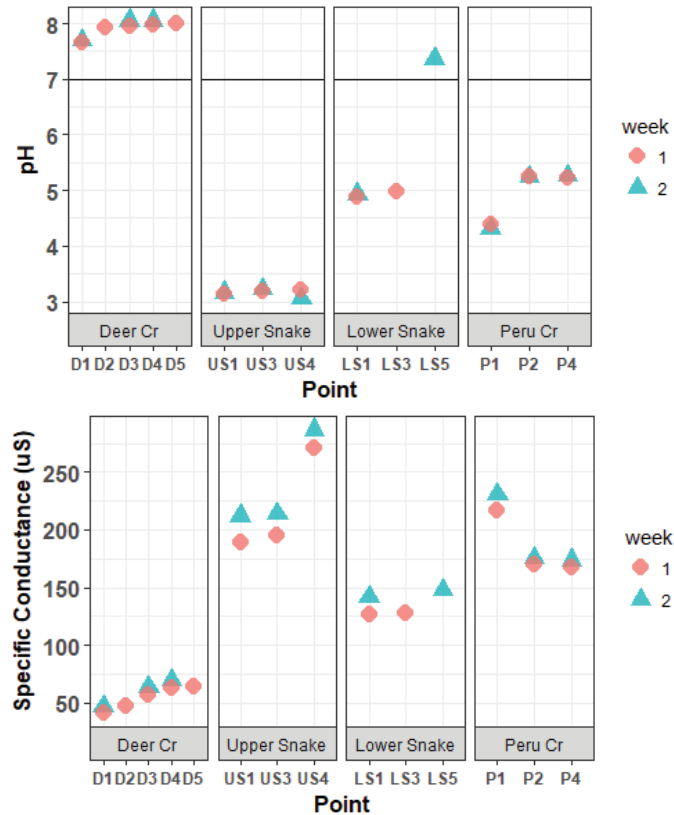 8
7
6
5
4
3
pH
Deer Cr Upper Snake Lower Snake Peru Cr
D1 D2 D3 D4 D5 US1 US3 US4 LS1 LS3 LS5 P1 P2 P4
Point
week
1
2
250
200
150
100
50
Specific Conductance (uS)
Deer Cr Upper Snake Lower Snake Peru Cr
D1 D2 D3 D4 D5 US1 US3 US4 LS1 LS3 LS5 P1 P2 P4
Point
week
1
2